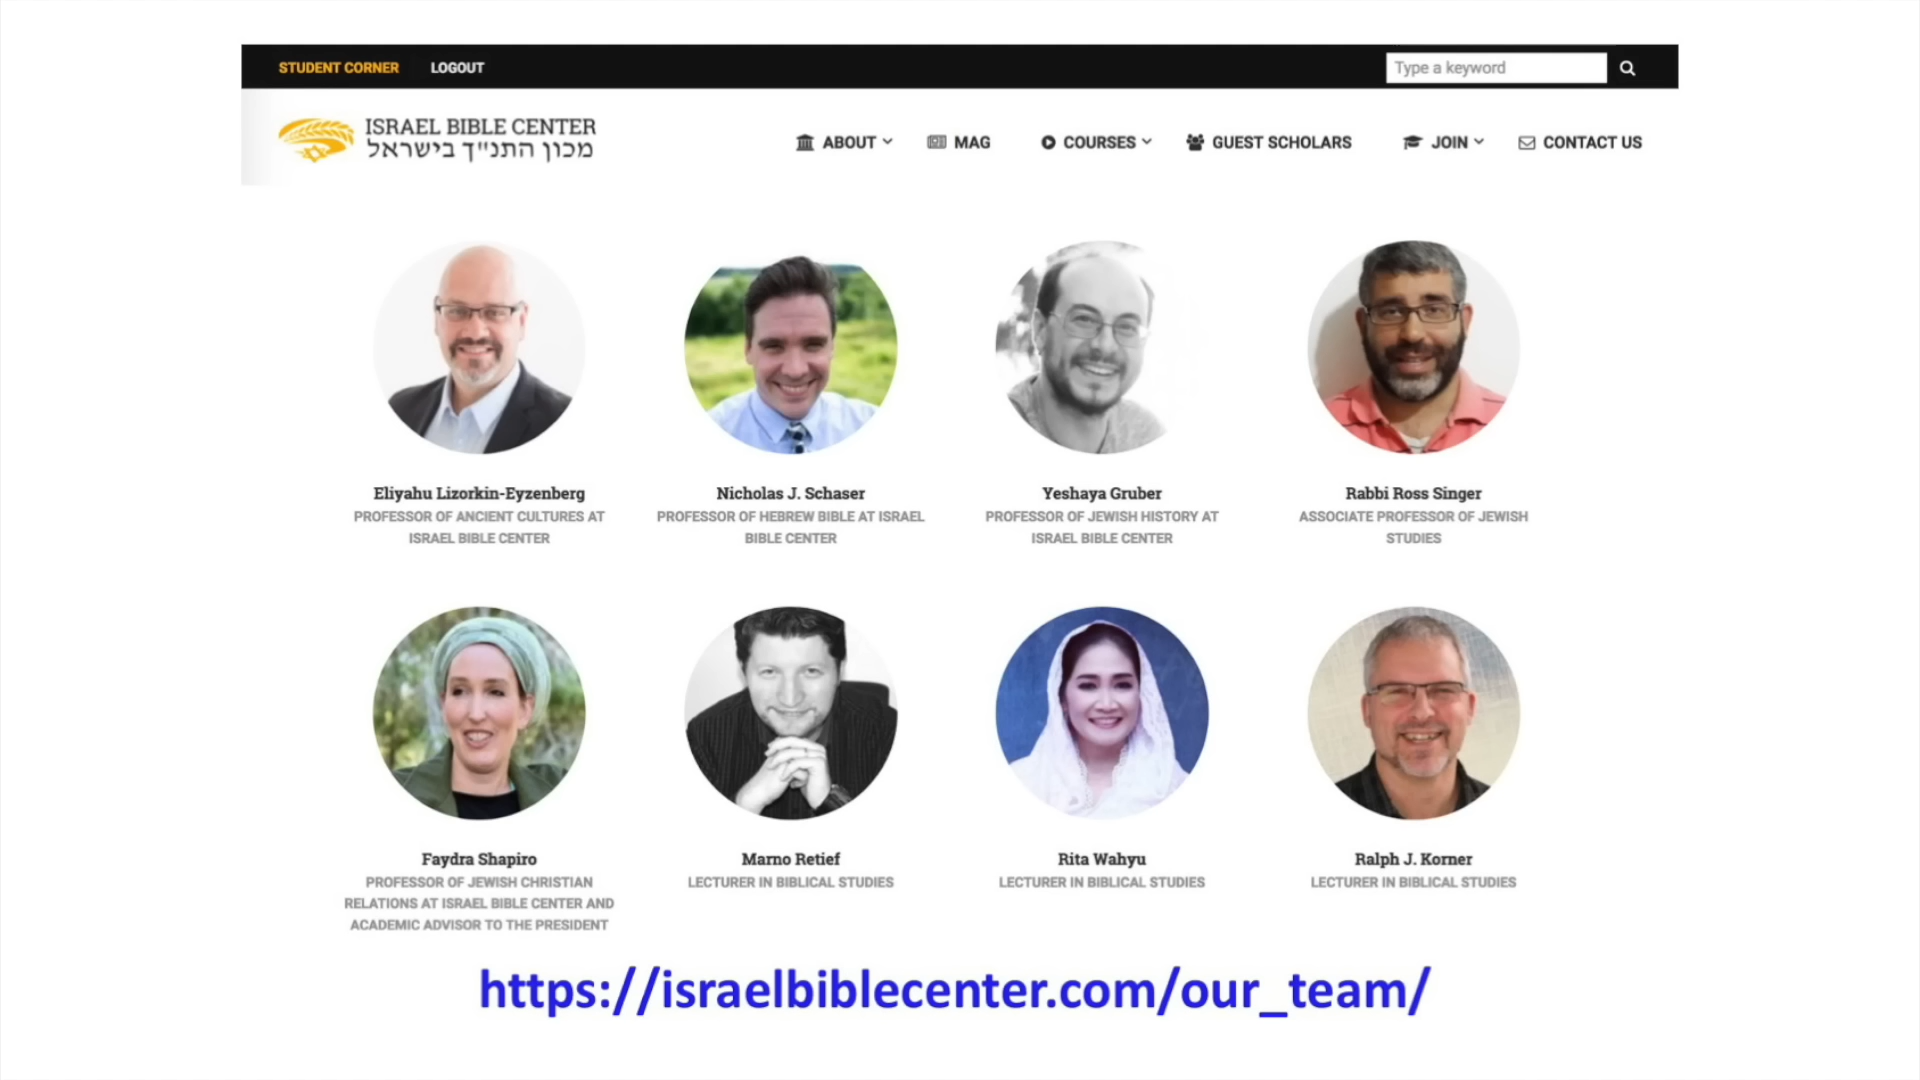 STUDENT CORNER LOGOUT Type a keyword
ISRAEL BIBLE CENTER
מכון התנ"ך בישראל
ABOUT MAG COURSES GUEST SCHOLARS JOIN CONTACT US
Eliyahu Lizorkin-Eyzenberg
PROFESSOR OF ANCIENT CULTURES AT
ISRAEL BIBLE CENTER
Nicholas J. Schaser
PROFESSOR OF HEBREW BIBLE AT ISRAEL
BIBLE CENTER
Yeshaya Gruber
PROFESSOR OF JEWISH HISTORY AT
ISRAEL BIBLE CENTER
Rabbi Ross Singer
ASSOCIATE PROFESSOR OF JEWISH
STUDIES
Faydra Shapiro
PROFESSOR OF JEWISH CHRISTIAN
RELATIONS AT ISRAEL BIBLE CENTER AND
ACADEMIC ADVISOR TO THE PRESIDENT
Marno Retief
LECTURER IN BIBLICAL STUDIES
Rita Wahyu
LECTURER IN BIBLICAL STUDIES
Ralph J. Korner
LECTURER IN BIBLICAL STUDIES
https://israelbiblecenter.com/our_team/